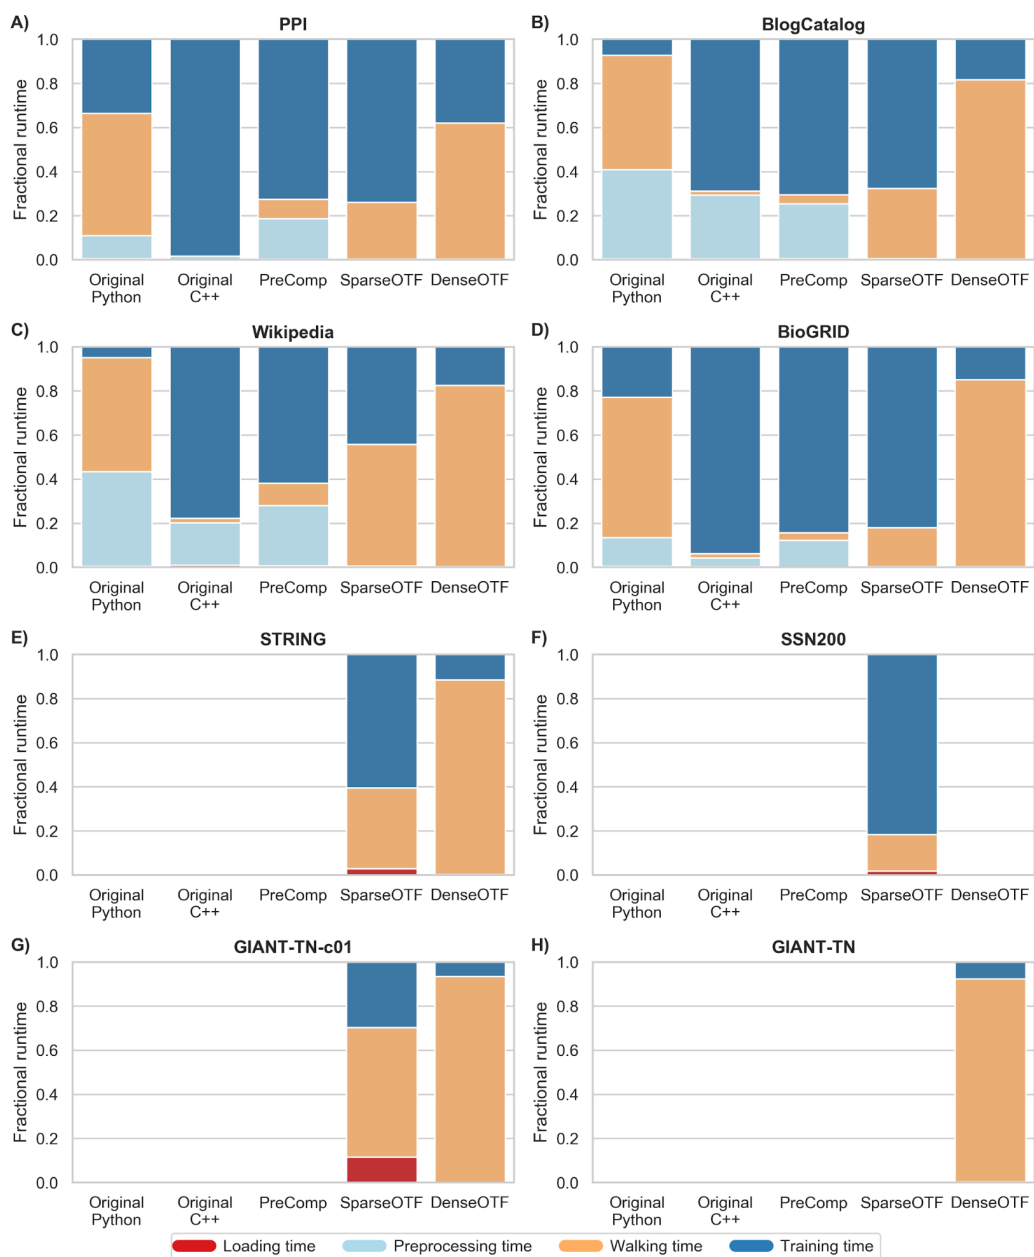 A) PPI
Fractional runtime
1.0
0.8
0.6
0.4
0.2
0.0
Original Python
Original C++
PreComp
SparseOTF
DenseOTF
B) BlogCatalog
Fractional runtime
1.0
0.8
0.6
0.4
0.2
0.0
Original Python
Original C++
PreComp
SparseOTF
DenseOTF
C) Wikipedia
Fractional runtime
1.0
0.8
0.6
0.4
0.2
0.0
Original Python
Original C++
PreComp
SparseOTF
DenseOTF
D) BioGRID
Fractional runtime
1.0
0.8
0.6
0.4
0.2
0.0
Original Python
Original C++
PreComp
SparseOTF
DenseOTF
E) STRING
Fractional runtime
1.0
0.8
0.6
0.4
0.2
0.0
Original Python
Original C++
PreComp
SparseOTF
DenseOTF
F) SSN200
Fractional runtime
1.0
0.8
0.6
0.4
0.2
0.0
Original Python
Original C++
PreComp
SparseOTF
DenseOTF
G) GIANT-TN-c01
Fractional runtime
1.0
0.8
0.6
0.4
0.2
0.0
Original Python
Original C++
PreComp
SparseOTF
DenseOTF
H) GIANT-TN
Fractional runtime
1.0
0.8
0.6
0.4
0.2
0.0
Original Python
Original C++
PreComp
SparseOTF
DenseOTF
Loading time
Preprocessing time
Walking time
Training time